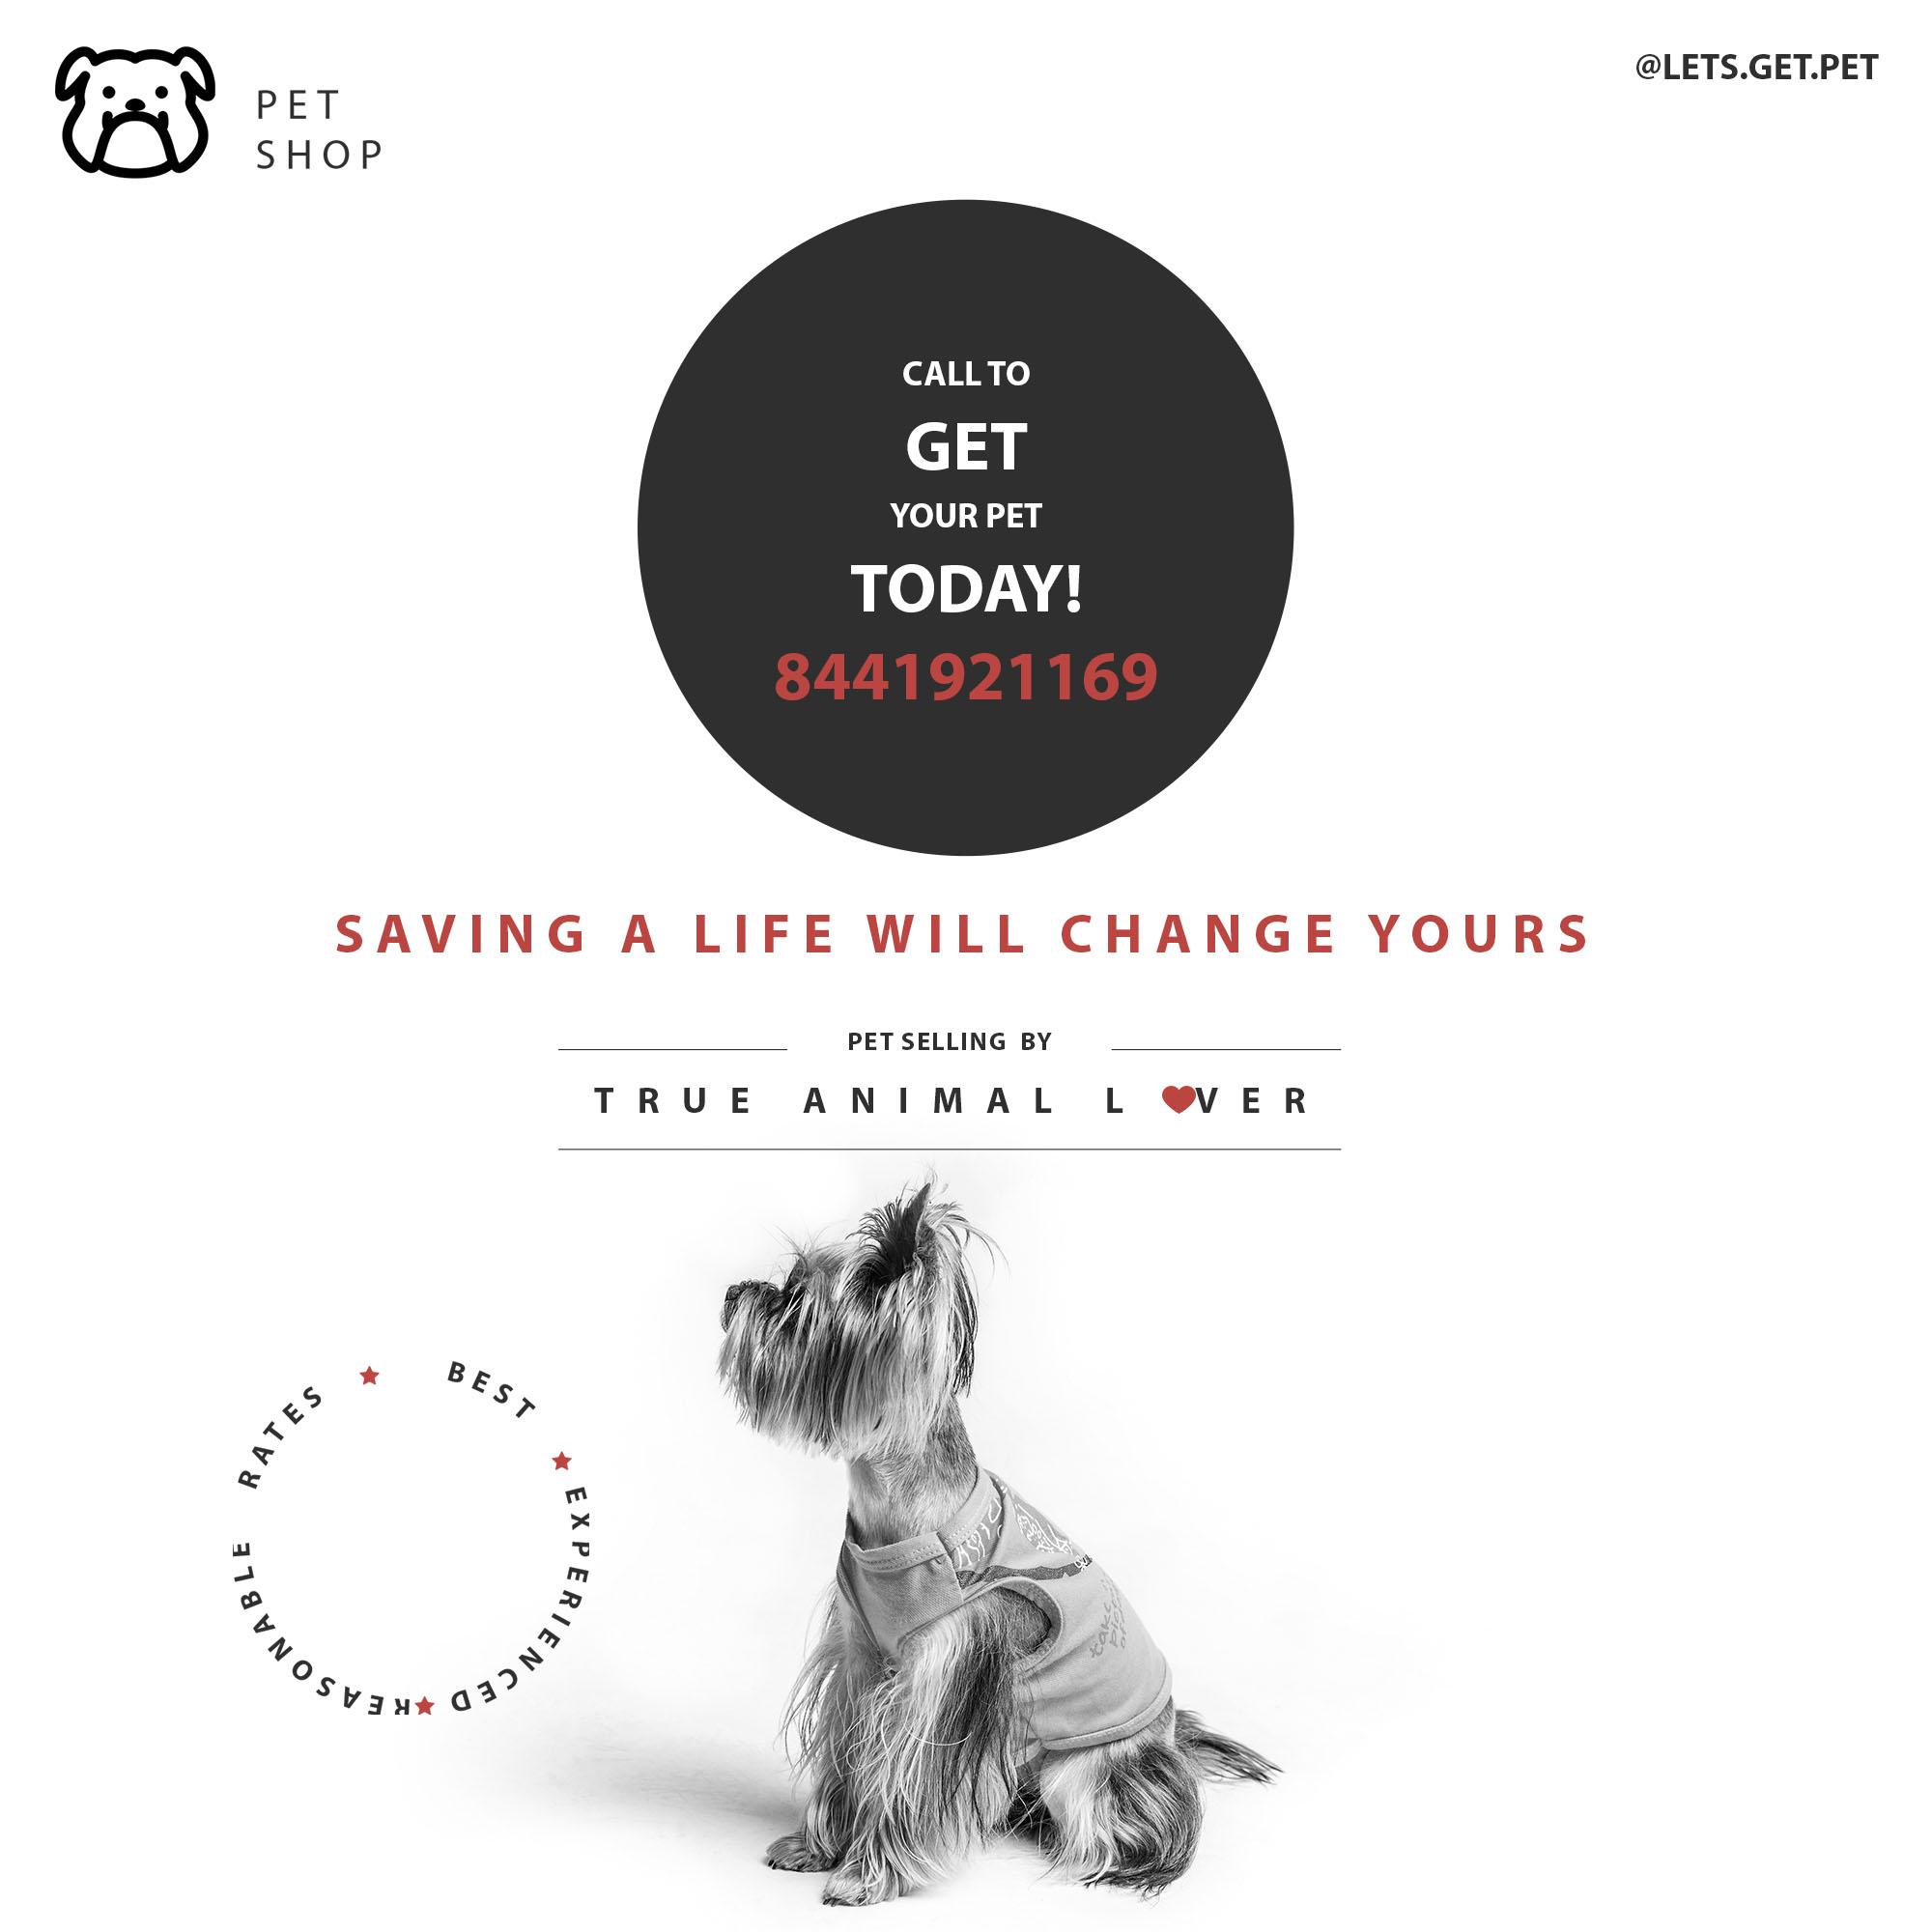 PET
SHOP
@LETS.GET.PET
CALL TO
GET
YOUR PET
TODAY!
8441921169
SAVING A LIFE WILL CHANGE YOURS
PET SELLING BY
TRUE ANIMAL L❤VER
BEST ★ EXPERIENCED ★ REASONABLE RATES ★
take